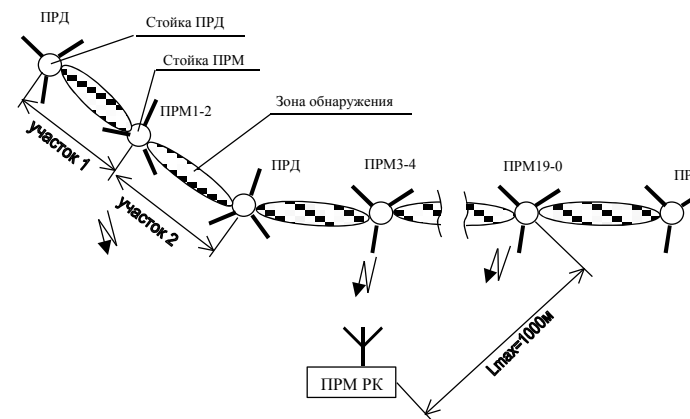 ПРД
Стойка ПРД
Стойка ПРМ
ПРМ1-2
Зона обнаружения
участок 1
участок 2
ПРД
ПРМ3-4
ПРМ19-0
ПР
Lmax=1000м
ПРМ РК